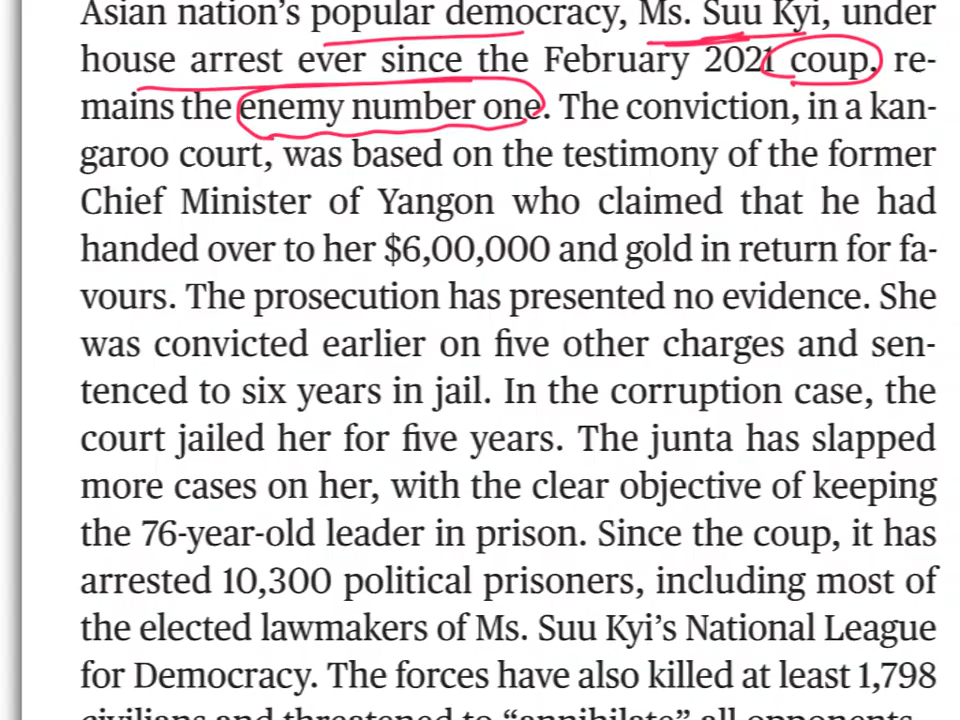 Asian nation’s popular democracy, Ms. Suu Kyi, under
house arrest ever since the February 2021 coup, re-
mains the enemy number one. The conviction, in a kan-
garoo court, was based on the testimony of the former
Chief Minister of Yangon who claimed that he had
handed over to her $6,00,000 and gold in return for fa-
vours. The prosecution has presented no evidence. She
was convicted earlier on five other charges and sen-
tenced to six years in jail. In the corruption case, the
court jailed her for five years. The junta has slapped
more cases on her, with the clear objective of keeping
the 76-year-old leader in prison. Since the coup, it has
arrested 10,300 political prisoners, including most of
the elected lawmakers of Ms. Suu Kyi’s National League
for Democracy. The forces have also killed at least 1,798
civilians and threatened to “annihilate” all opponents